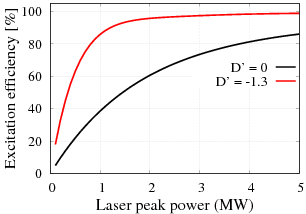 Excitation efficiency [%]
100
80
60
40
20
0
D' = 0
D' = -1.3
0 1 2 3 4 5
Laser peak power (MW)